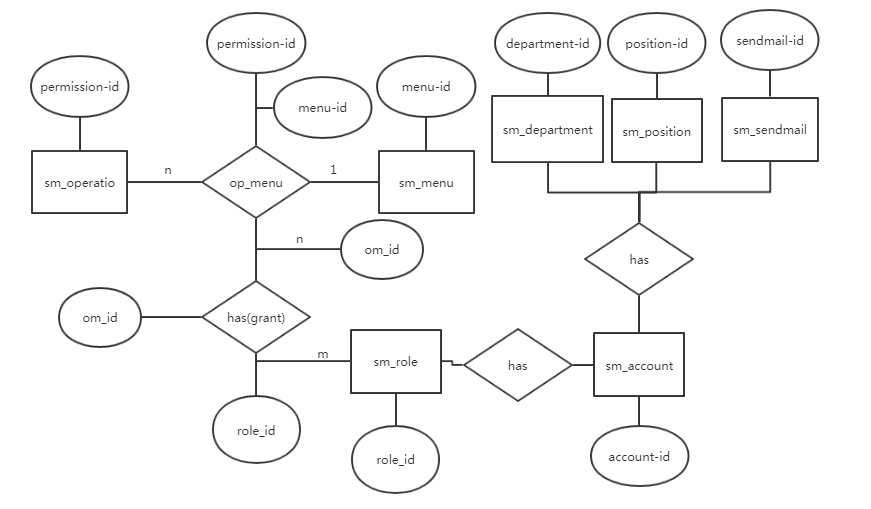 permission-id
department-id
position-id
sendmail-id
permission-id
menu-id
menu-id
sm_department
sm_position
sm_sendmail
n
1
sm_operatio
op_menu
sm_menu
n
om_id
has
om_id
has(grant)
m
sm_role
has
sm_account
role_id
role_id
account-id